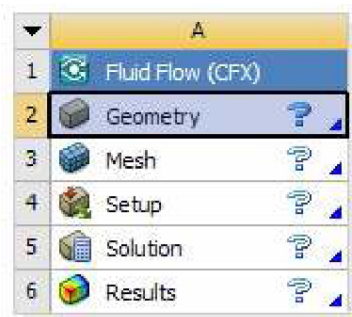 A
1 Fluid Flow (CFX)
2 Geometry ?
3 Mesh ?
4 Setup ?
5 Solution ?
6 Results ?